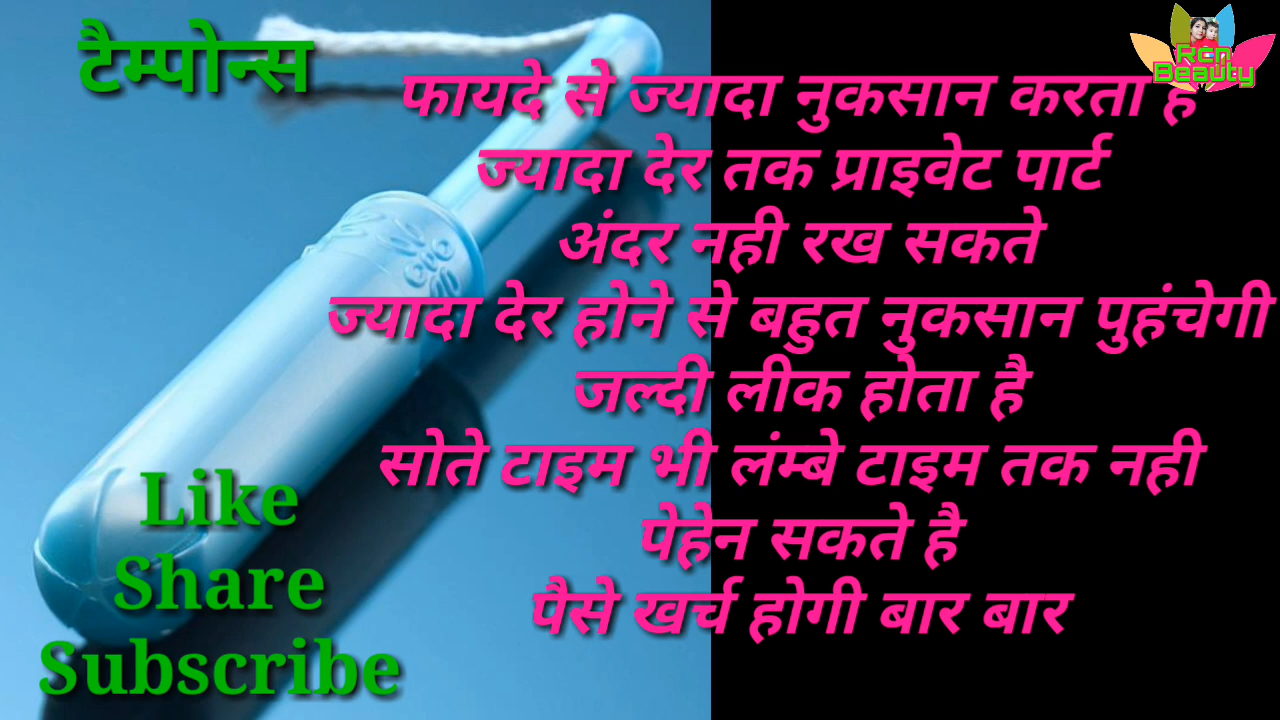 टैम्पोन्स
Rcn
Beauty
फायदे से ज्यादा नुकसान करता है
ज्यादा देर तक प्राइवेट पार्ट
अंदर नही रख सकते
ज्यादा देर होने से बहुत नुकसान पुहंचेगी
जल्दी लीक होता है
सोते टाइम भी लंम्बे टाइम तक नही
पेहेन सकते है
पैसे खर्च होगी बार बार
Like
Share
Subscribe